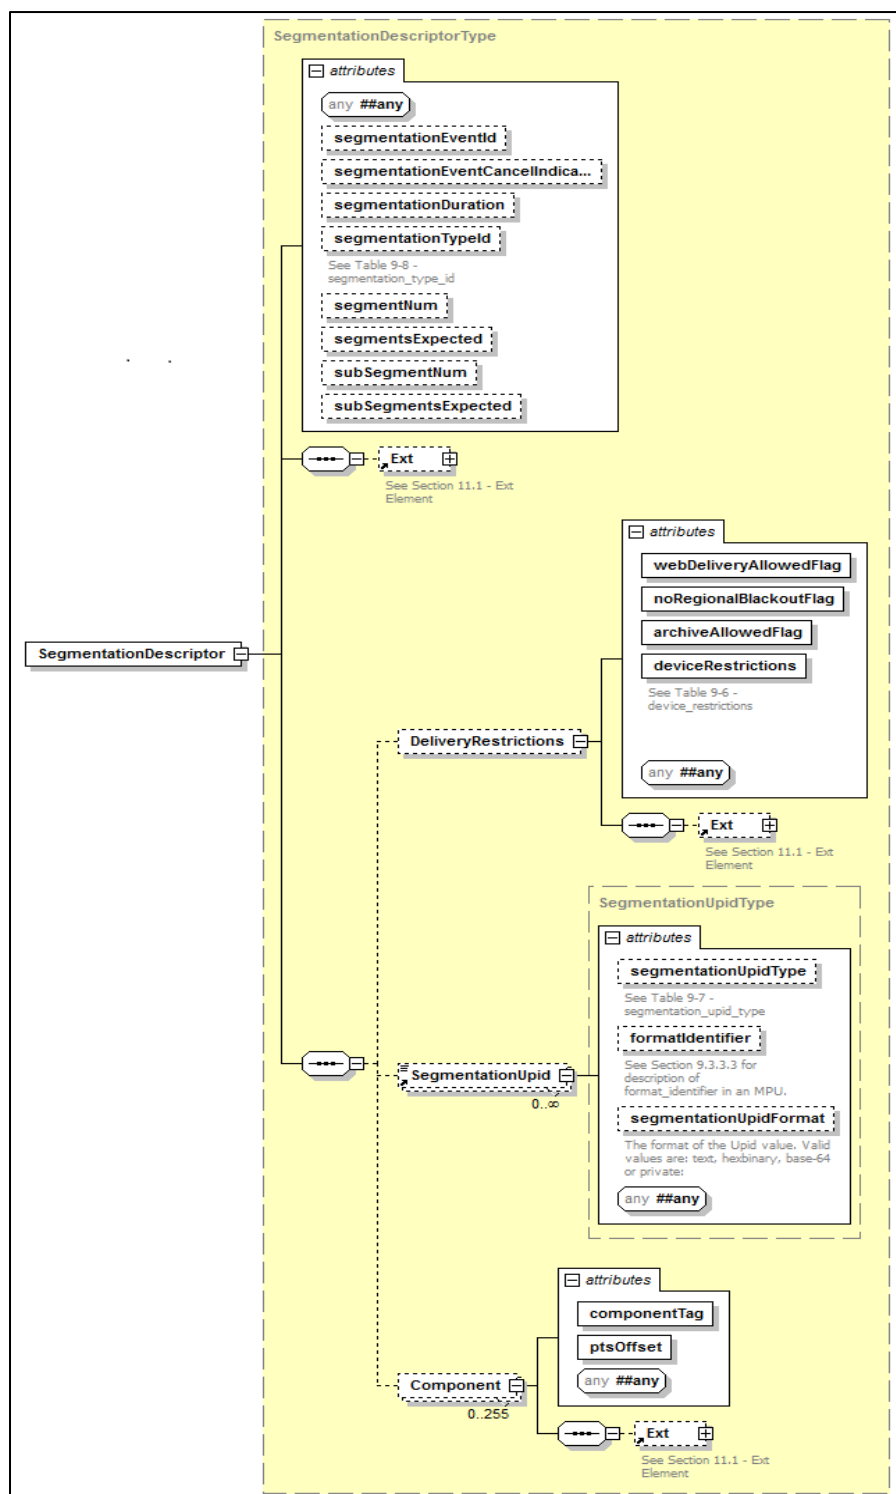 SegmentationDescriptorType
attributes
any ##any
segmentationEventId
segmentationEventCancelIndica...
segmentationDuration
segmentationTypeId
See Table 9-8 -
segmentation_type_id
segmentNum
segmentsExpected
subSegmentNum
subSegmentsExpected
Ext
See Section 11.1 - Ext
Element
attributes
webDeliveryAllowedFlag
noRegionalBlackoutFlag
archiveAllowedFlag
deviceRestrictions
See Table 9-6 -
device_restrictions
any ##any
SegmentationDescriptor
DeliveryRestrictions
Ext
See Section 11.1 - Ext
Element
SegmentationUpidType
attributes
segmentationUpidType
See Table 9-7 -
segmentation_upid_type
formatIdentifier
See Section 9.3.3.3 for
description of
format_identifier in an MPU.
SegmentationUpid
0..∞
segmentationUpidFormat
The format of the Upid value. Valid
values are: text, hexbinary, base-64
or private:
any ##any
attributes
componentTag
ptsOffset
any ##any
Component
0..255
Ext
See Section 11.1 - Ext
Element